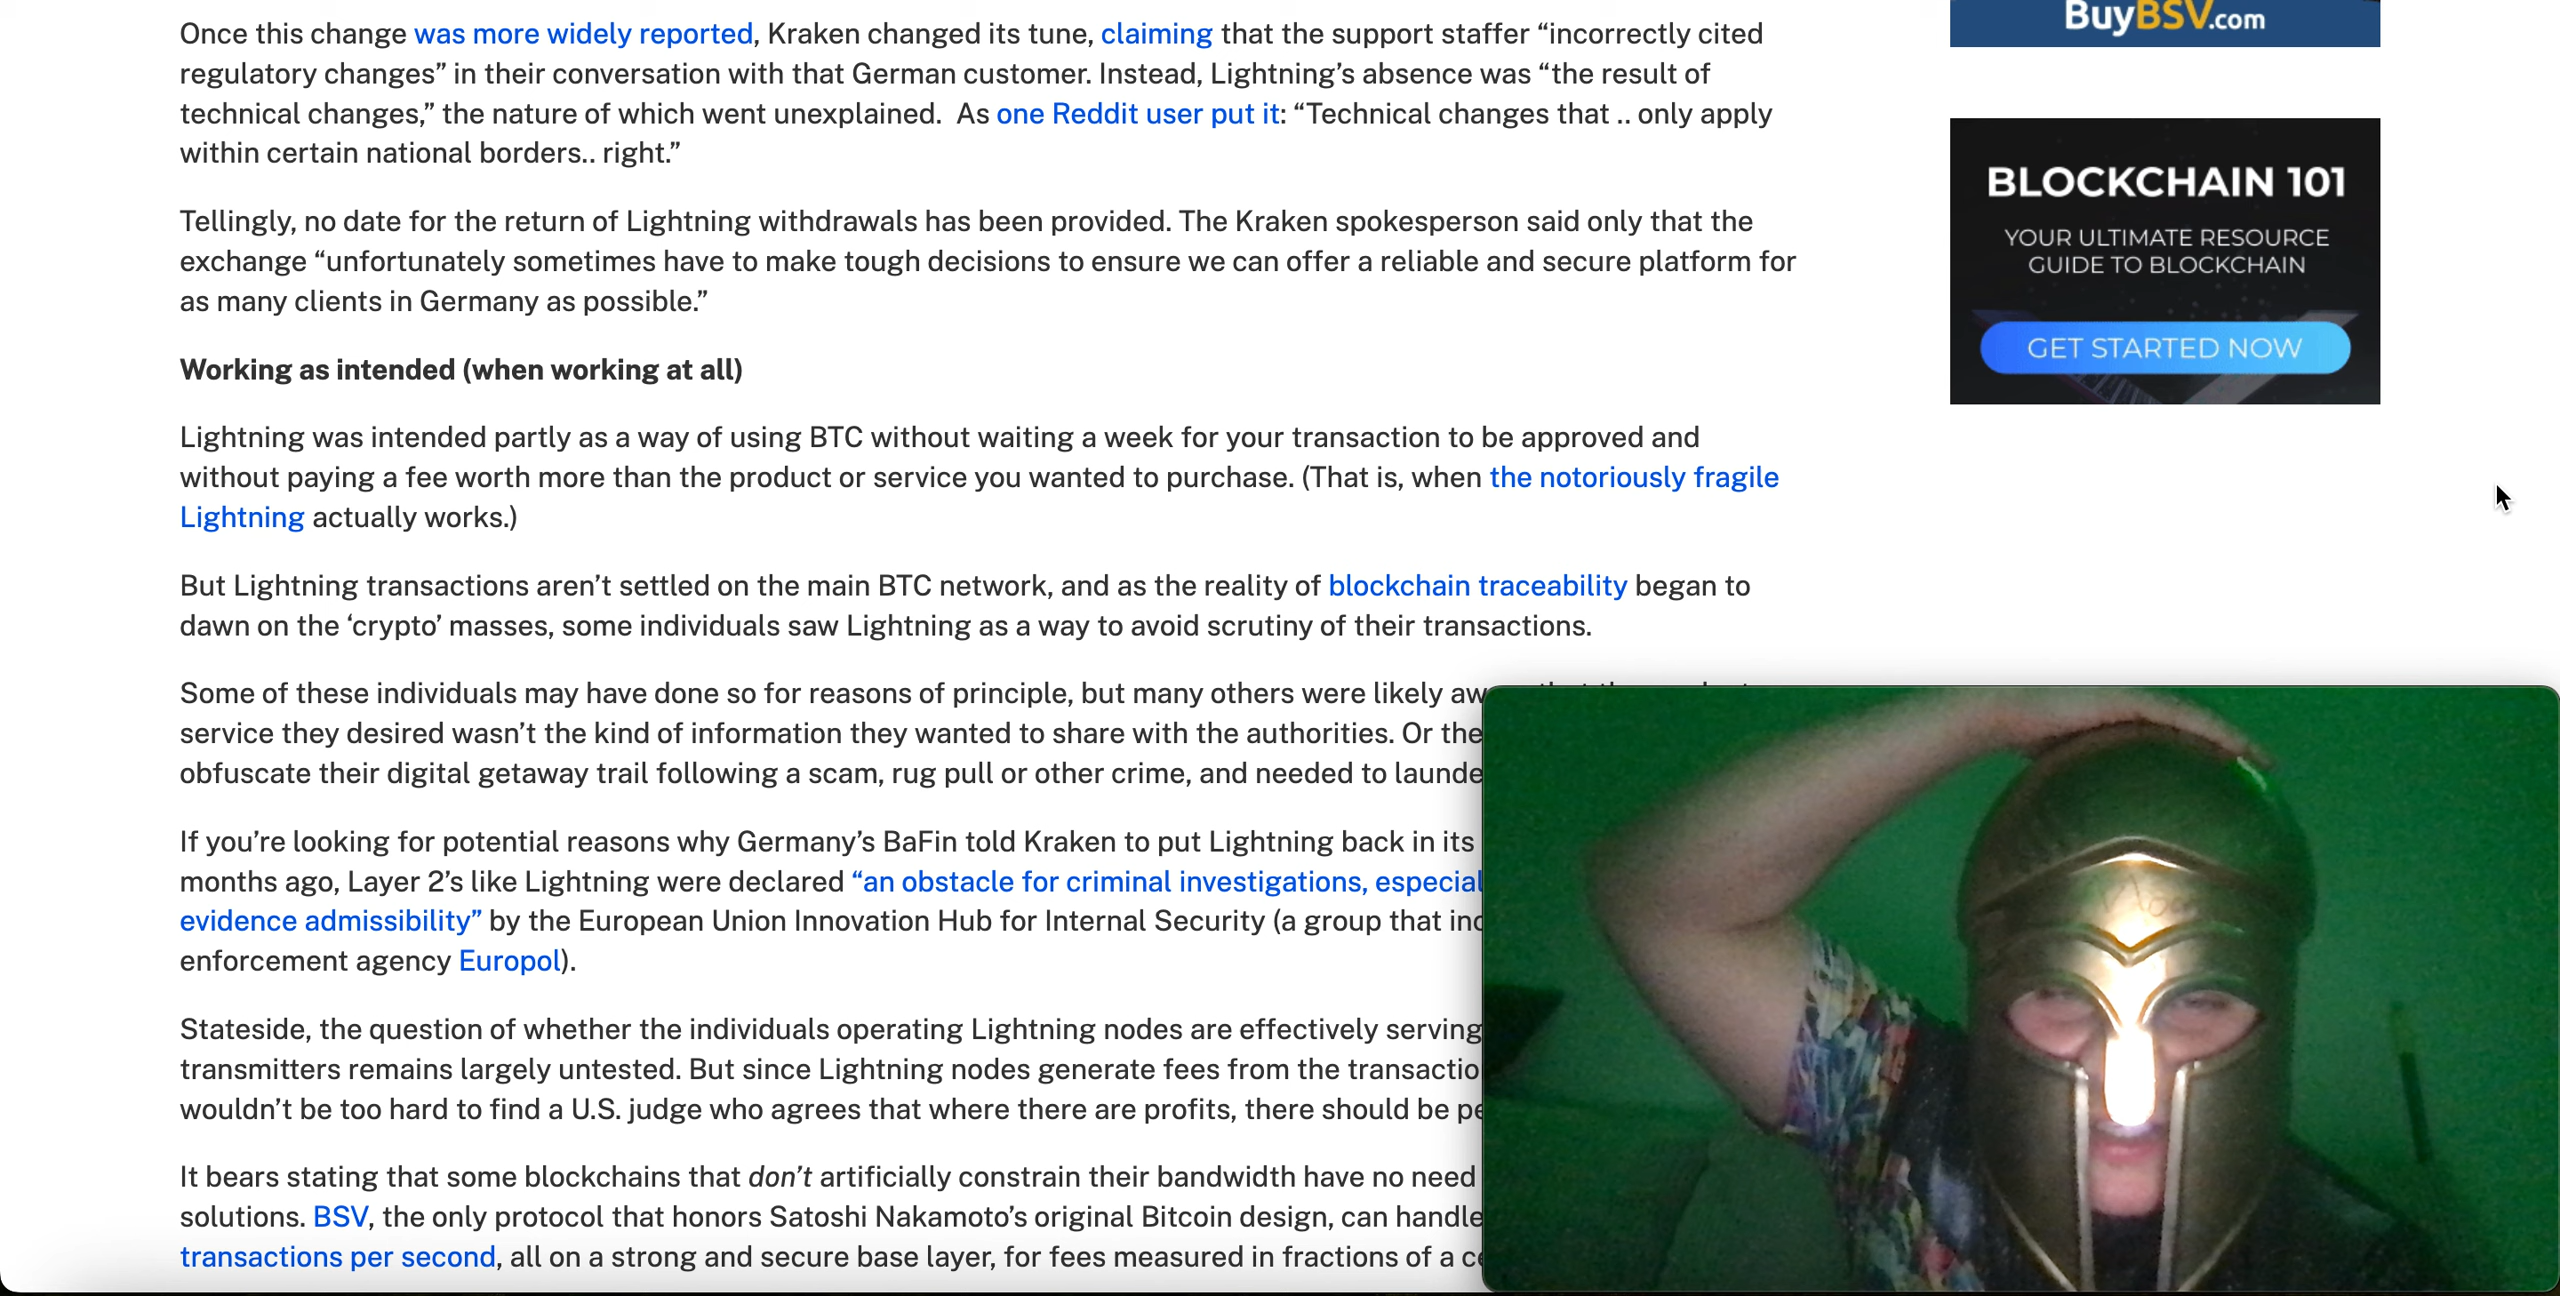 Once this change was more widely reported, Kraken changed its tune, claiming that the support staffer “incorrectly cited
regulatory changes” in their conversation with that German customer. Instead, Lightning’s absence was “the result of
technical changes,” the nature of which went unexplained.  As one Reddit user put it: “Technical changes that .. only apply
within certain national borders.. right.”
Tellingly, no date for the return of Lightning withdrawals has been provided. The Kraken spokesperson said only that the
exchange “unfortunately sometimes have to make tough decisions to ensure we can offer a reliable and secure platform for
as many clients in Germany as possible.”
Working as intended (when working at all)
Lightning was intended partly as a way of using BTC without waiting a week for your transaction to be approved and
without paying a fee worth more than the product or service you wanted to purchase. (That is, when the notoriously fragile
Lightning actually works.)
But Lightning transactions aren’t settled on the main BTC network, and as the reality of blockchain traceability began to
dawn on the ‘crypto’ masses, some individuals saw Lightning as a way to avoid scrutiny of their transactions.
Some of these individuals may have done so for reasons of principle, but many others were likely
service they desired wasn’t the kind of information they wanted to share with the authorities. Or
obfuscate their digital getaway trail following a scam, rug pull or other crime, and needed to
If you’re looking for potential reasons why Germany’s BaFin told Kraken to put Lightning back in its
months ago, Layer 2’s like Lightning were declared “an obstacle for criminal investigations,
evidence admissibility” by the European Union Innovation Hub for Internal Security (a group that
enforcement agency Europol).
Stateside, the question of whether the individuals operating Lightning nodes are effectively serving
transmitters remains largely untested. But since Lightning nodes generate fees from the
wouldn’t be too hard to find a U.S. judge who agrees that where there are profits, there should be
It bears stating that some blockchains that don’t artificially constrain their bandwidth have no need
solutions. BSV, the only protocol that honors Satoshi Nakamoto’s original Bitcoin design, can
transactions per second, all on a strong and secure base layer, for fees measured in fractions of a
BuyBSV.com
BLOCKCHAIN 101
YOUR ULTIMATE RESOURCE
GUIDE TO BLOCKCHAIN
GET STARTED NOW